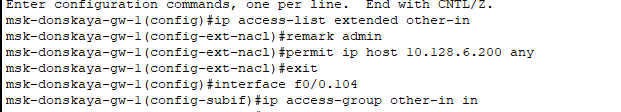 Enter configuration commands, one per line.  End with CNTL/Z.
msk-donskaya-gw-1(config)#ip access-list extended other-in
msk-donskaya-gw-1(config-ext-nacl)#remark admin
msk-donskaya-gw-1(config-ext-nacl)#permit ip host 10.128.6.200 any
msk-donskaya-gw-1(config-ext-nacl)#exit
msk-donskaya-gw-1(config)#interface f0/0.104
msk-donskaya-gw-1(config-subif)#ip access-group other-in in